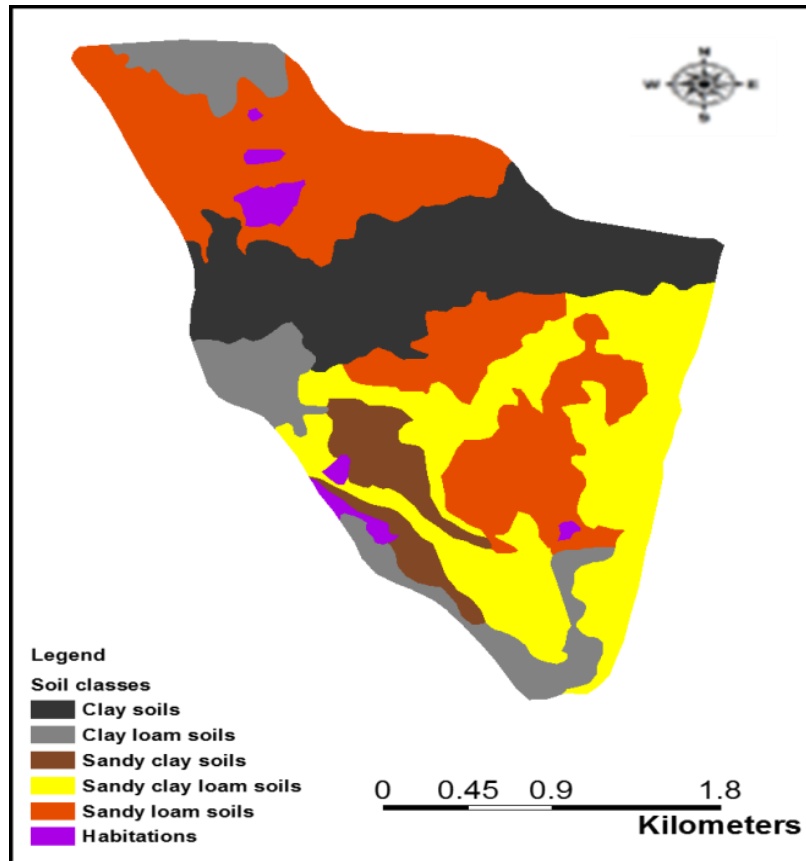 N
W E
S
Legend
Soil classes
Clay soils
Clay loam soils
Sandy clay soils
Sandy clay loam soils
Sandy loam soils
Habitations
0 0.45 0.9 1.8
Kilometers